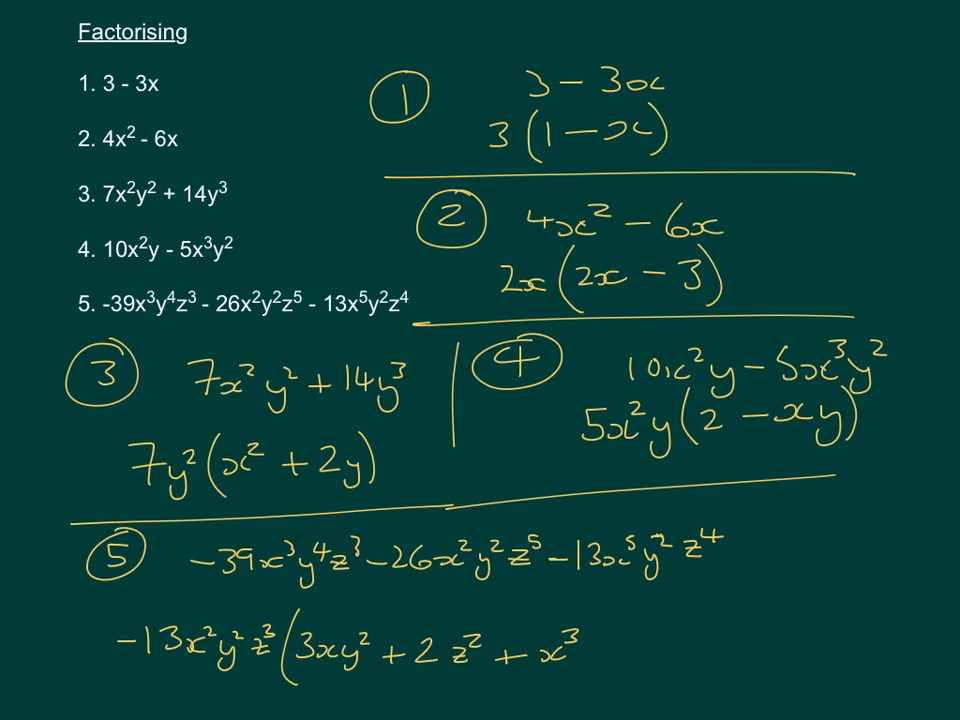 Factorising
1. 3 - 3x
2. 4x² - 6x
3. 7x²y² + 14y³
4. 10x²y - 5x³y²
5. -39x³y⁴z³ - 26x²y²z⁵ - 13x⁵y²z⁴
① 3 - 3x
3(1 - x)
② 4x² - 6x
2x(2x - 3)
③ 7x²y² + 14y³
7y²(x² + 2y)
④ 10x²y - 5x³y²
5x²y(2 - xy)
⑤ -39x³y⁴z³ - 26x²y²z⁵ - 13x⁵y²z⁴
-13x²y²z³(3xy² + 2z² + x³